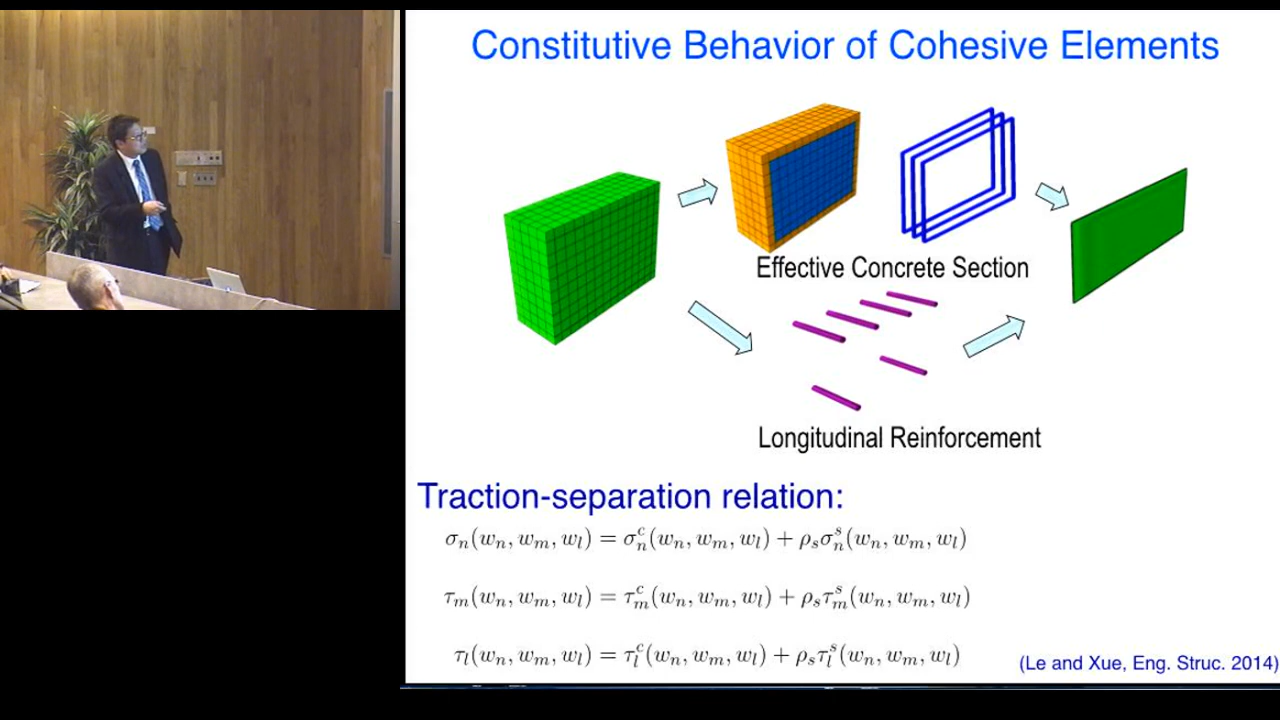 Constitutive Behavior of Cohesive Elements
Effective Concrete Section
Longitudinal Reinforcement
Traction-separation relation:
σₙ(wₙ, wₘ, wₗ) = σₙᶜ(wₙ, wₘ, wₗ) + ρₛσₙˢ(wₙ, wₘ, wₗ)
τₘ(wₙ, wₘ, wₗ) = τₘᶜ(wₙ, wₘ, wₗ) + ρₛτₘˢ(wₙ, wₘ, wₗ)
τₗ(wₙ, wₘ, wₗ) = τₗᶜ(wₙ, wₘ, wₗ) + ρₛτₗˢ(wₙ, wₘ, wₗ)
(Le and Xue, Eng. Struc. 2014)